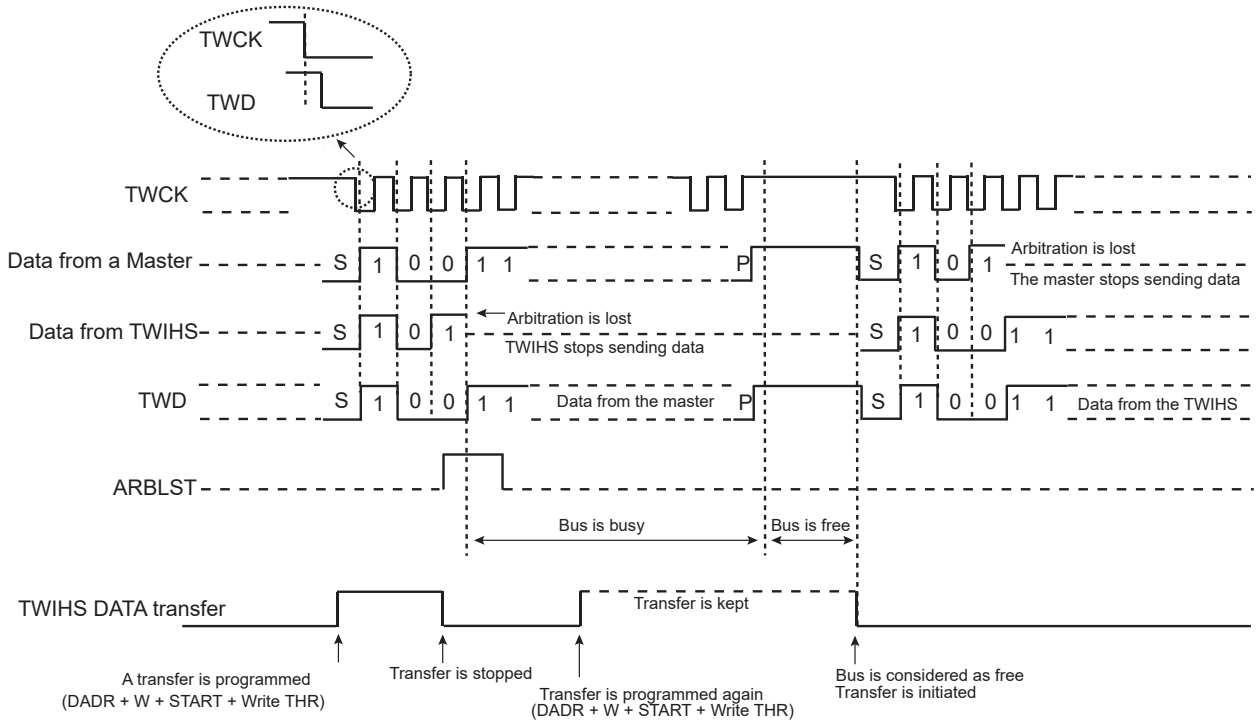 TWCK
TWD
TWCK
Data from a Master
S 1 0 0 1 1
P
S 1 0 1
Arbitration is lost
The master stops sending data
Data from TWIHS
S 1 0 1
Arbitration is lost
TWIHS stops sending data
S 1 0 0 1 1
TWD
S 1 0 0 1 1
Data from the master
P
S 1 0 0 1 1
Data from the TWIHS
ARBLST
Bus is busy
Bus is free
TWIHS DATA transfer
Transfer is kept
A transfer is programmed
(DADR + W + START + Write THR)
Transfer is stopped
Transfer is programmed again
(DADR + W + START + Write THR)
Bus is considered as free
Transfer is initiated